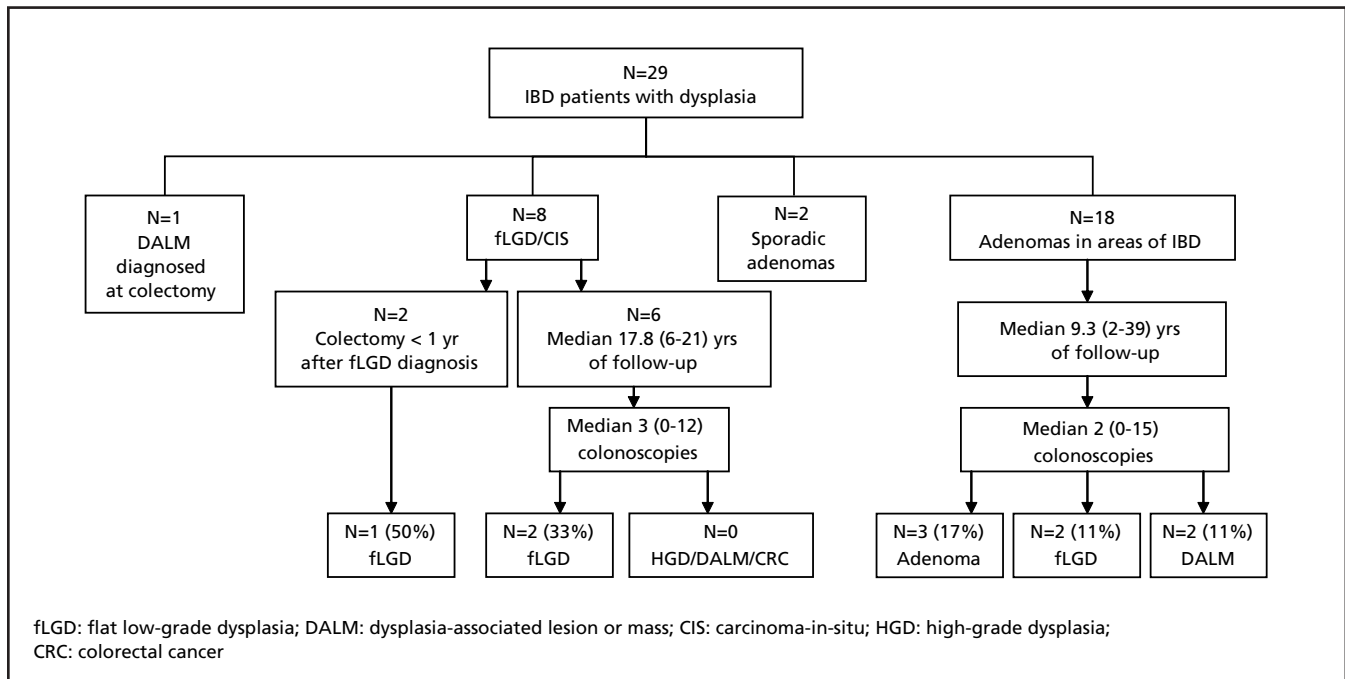 N=29
IBD patients with dysplasia
N=1
DALM
diagnosed
at colectomy
N=8
fLGD/CIS
N=2
Sporadic
adenomas
N=18
Adenomas in areas of IBD
N=2
Colectomy < 1 yr
after fLGD diagnosis
N=6
Median 17.8 (6-21) yrs
of follow-up
Median 9.3 (2-39) yrs
of follow-up
Median 3 (0-12)
colonoscopies
Median 2 (0-15)
colonoscopies
N=1 (50%)
fLGD
N=2 (33%)
fLGD
N=0
HGD/DALM/CRC
N=3 (17%)
Adenoma
N=2 (11%)
fLGD
N=2 (11%)
DALM
fLGD: flat low-grade dysplasia; DALM: dysplasia-associated lesion or mass; CIS: carcinoma-in-situ; HGD: high-grade dysplasia;
CRC: colorectal cancer